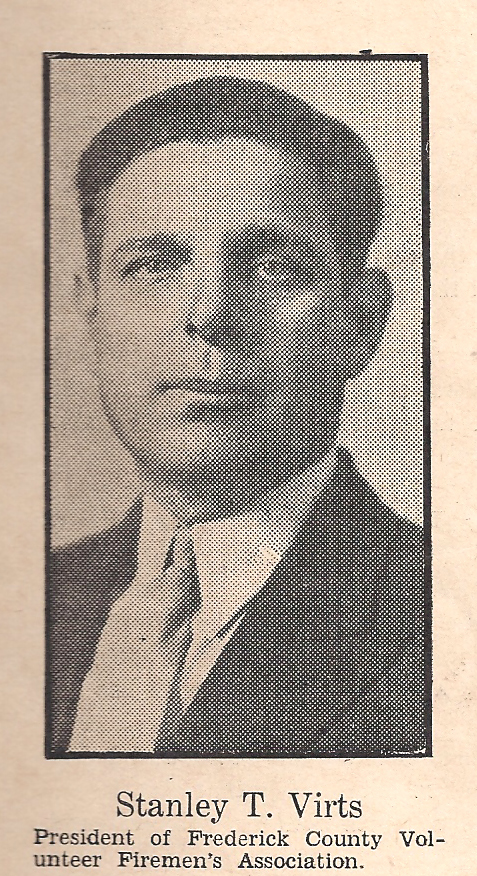 Stanley T. Virts
President of Frederick County Vol-
unteer Firemen's Association.